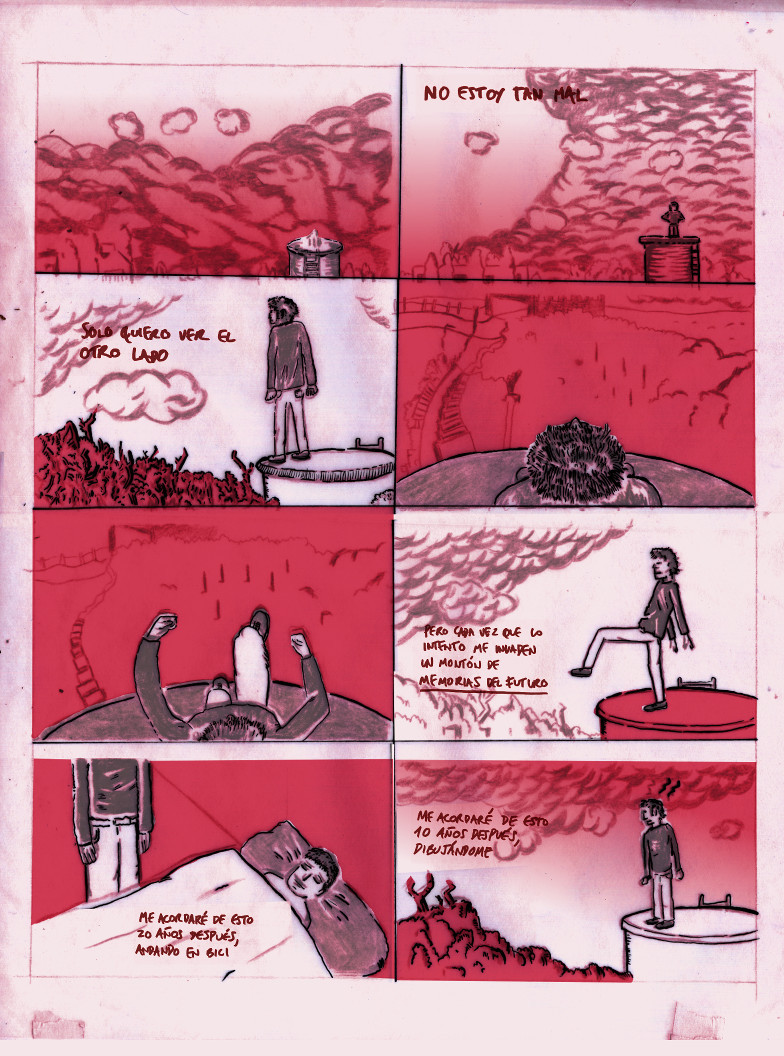 NO ESTOY TAN MAL
SOLO QUIERO VER EL
OTRO LADO
PERO CADA VEZ QUE LO
INTENTO ME INVADEN
UN MONTÓN DE
MEMORIAS DEL FUTURO
ME ACORDARÉ DE ESTO
20 AÑOS DESPUÉS,
ANDANDO EN BICI
ME ACORDARÉ DE ESTO
10 AÑOS DESPUÉS,
DIBUJÁNDOME